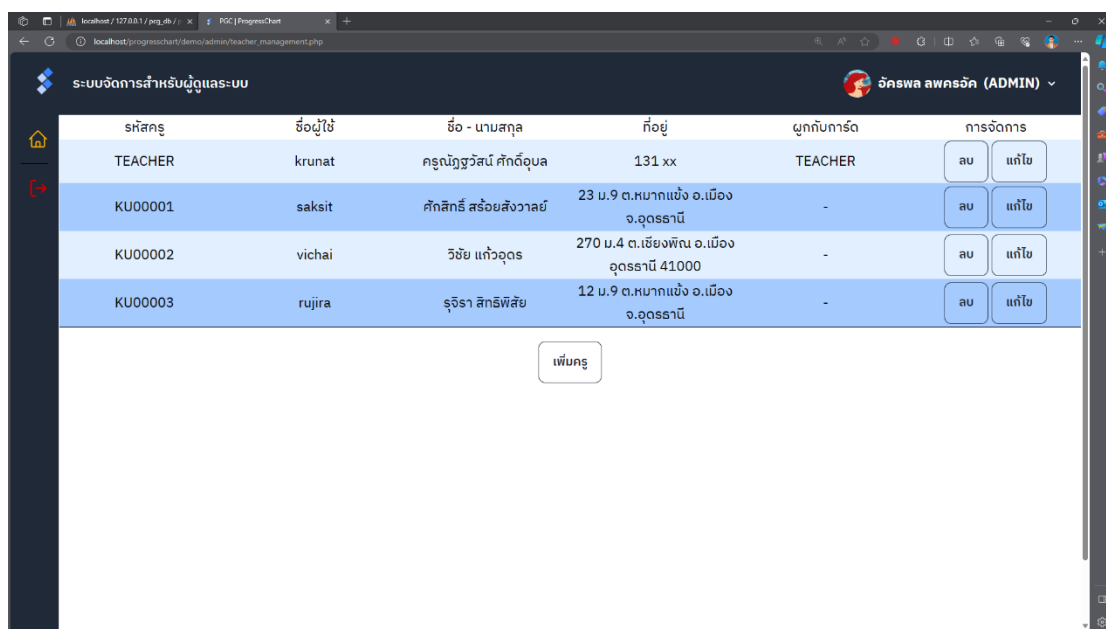 localhost / 127.0.0.1 / prg_db / p
PGC | ProgressChart
localhost/progresschart/demo/admin/teacher_management.php
ระบบจัดการสำหรับผู้ดูแลระบบ
อัครพล ลพครอัค (ADMIN)
รหัสครู ชื่อผู้ใช้ ชื่อ - นามสกุล ที่อยู่ ผูกกับการ์ด การจัดการ
TEACHER krunat ครูณัฏฐวัสน์ ศักดิ์อุบล 131 xx TEACHER ลบ แก้ไข
KU00001 saksit ศักสิทธิ์ สร้อยสังวาลย์ 23 ม.9 ต.หมากแข้ง อ.เมือง
จ.อุดรธานี - ลบ แก้ไข
KU00002 vichai วิชัย แก้วอุดร 270 ม.4 ต.เชียงพิณ อ.เมือง
อุดรธานี 41000 - ลบ แก้ไข
KU00003 rujira รุจิรา สิทธิพิสัย 12 ม.9 ต.หมากแข้ง อ.เมือง
จ.อุดรธานี - ลบ แก้ไข
เพิ่มครู